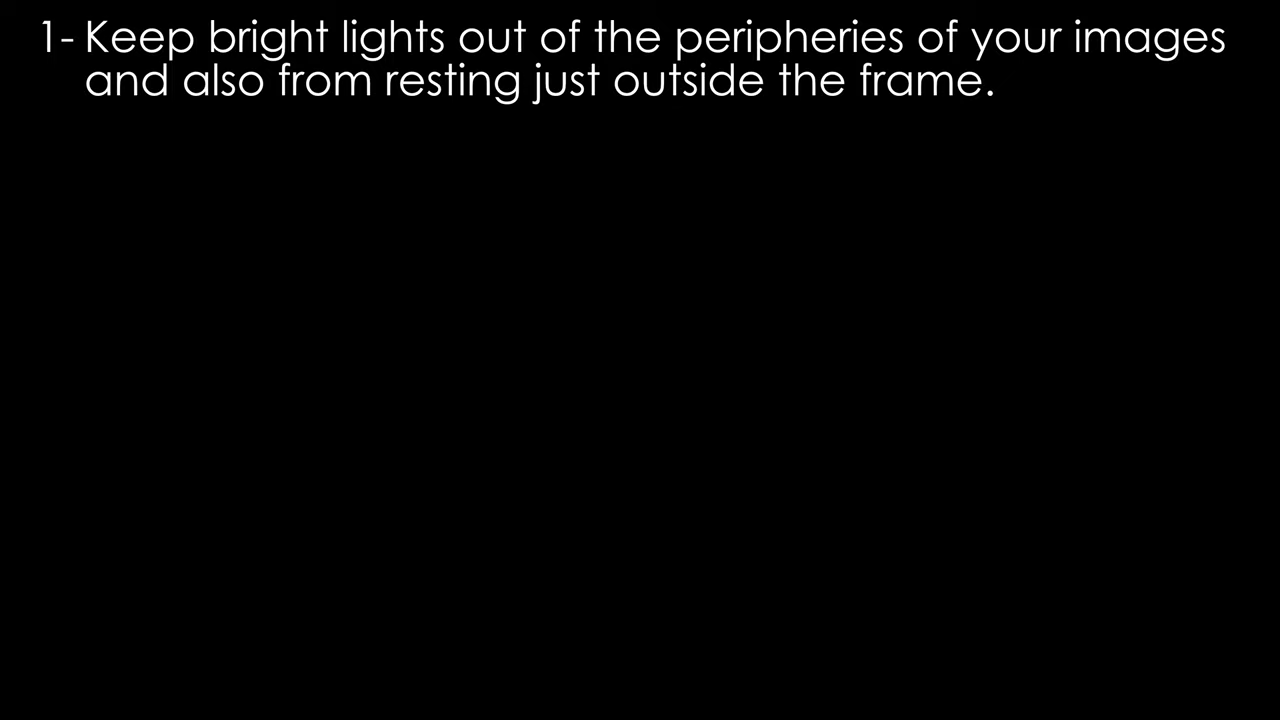 1- Keep bright lights out of the peripheries of your images
and also from resting just outside the frame.